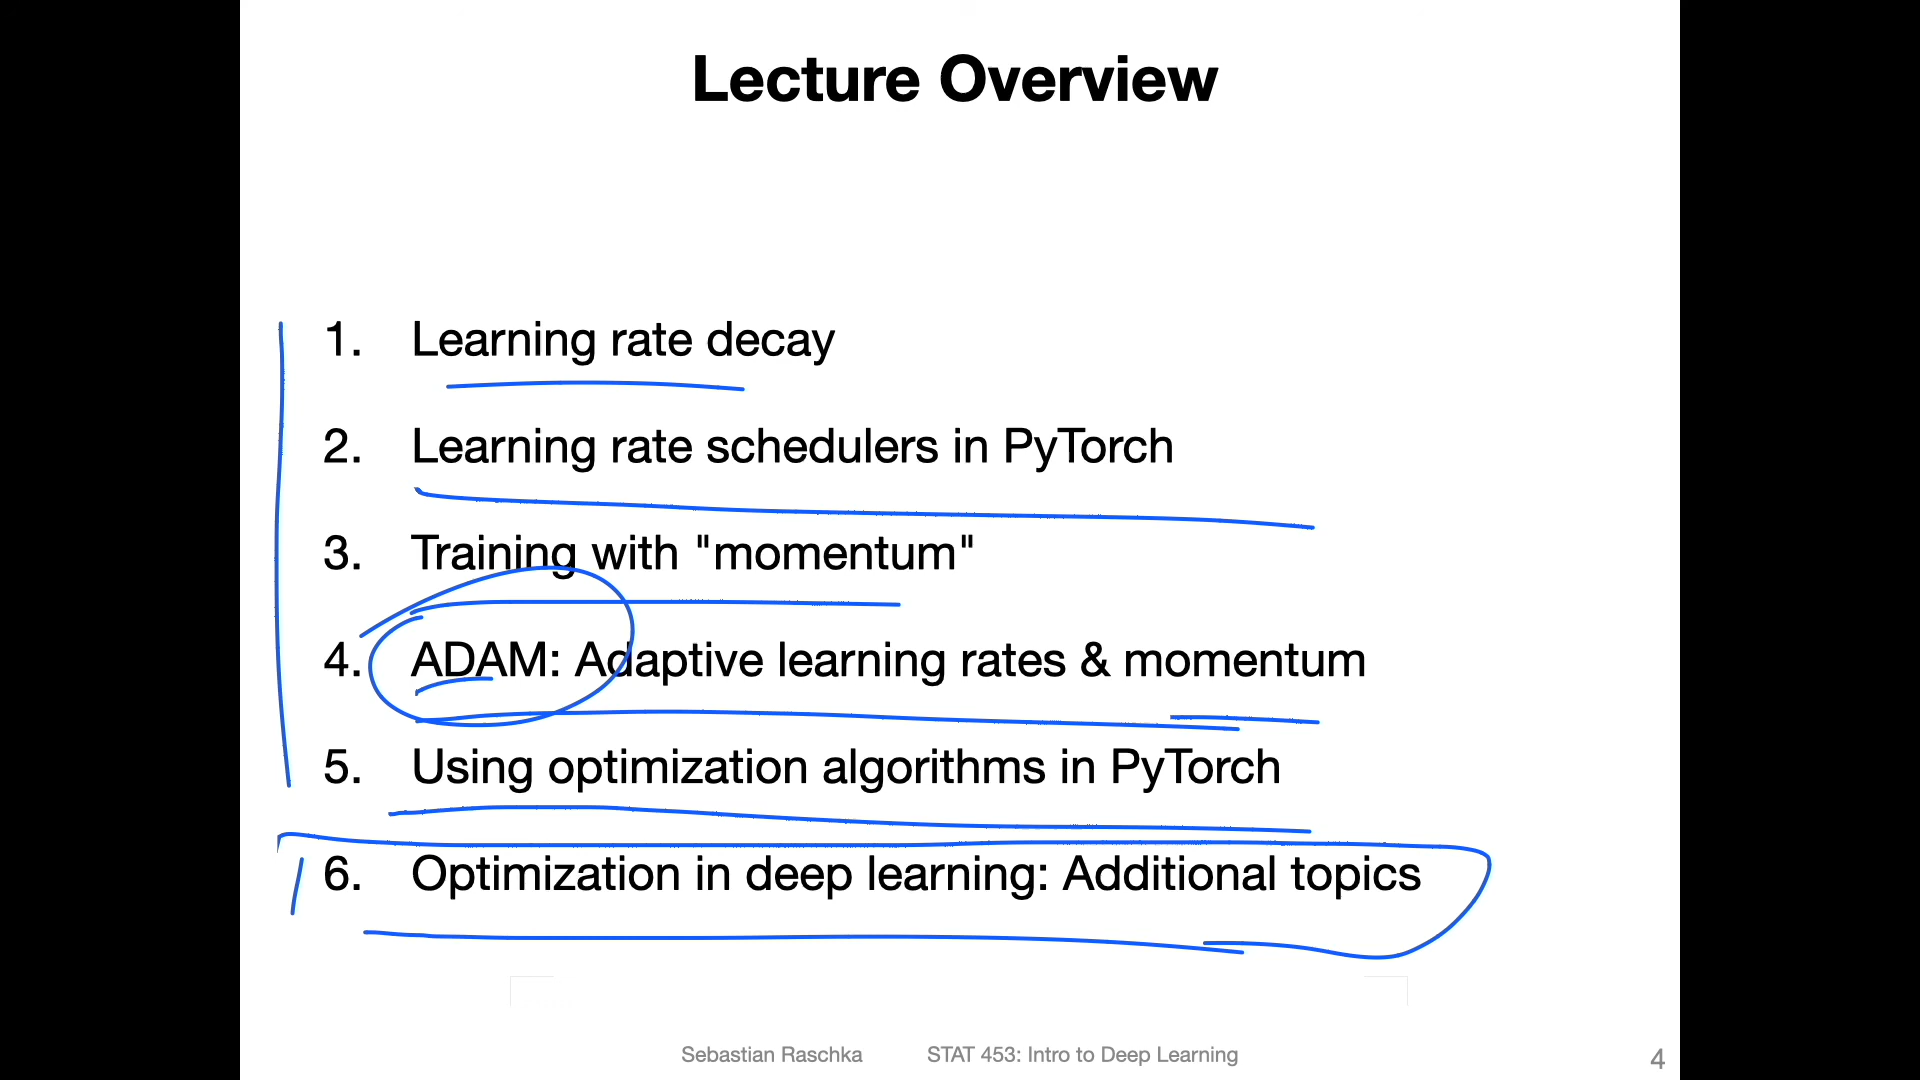 Lecture Overview
1. Learning rate decay
2. Learning rate schedulers in PyTorch
3. Training with "momentum"
4. ADAM: Adaptive learning rates & momentum
5. Using optimization algorithms in PyTorch
6. Optimization in deep learning: Additional topics
Sebastian Raschka STAT 453: Intro to Deep Learning 4